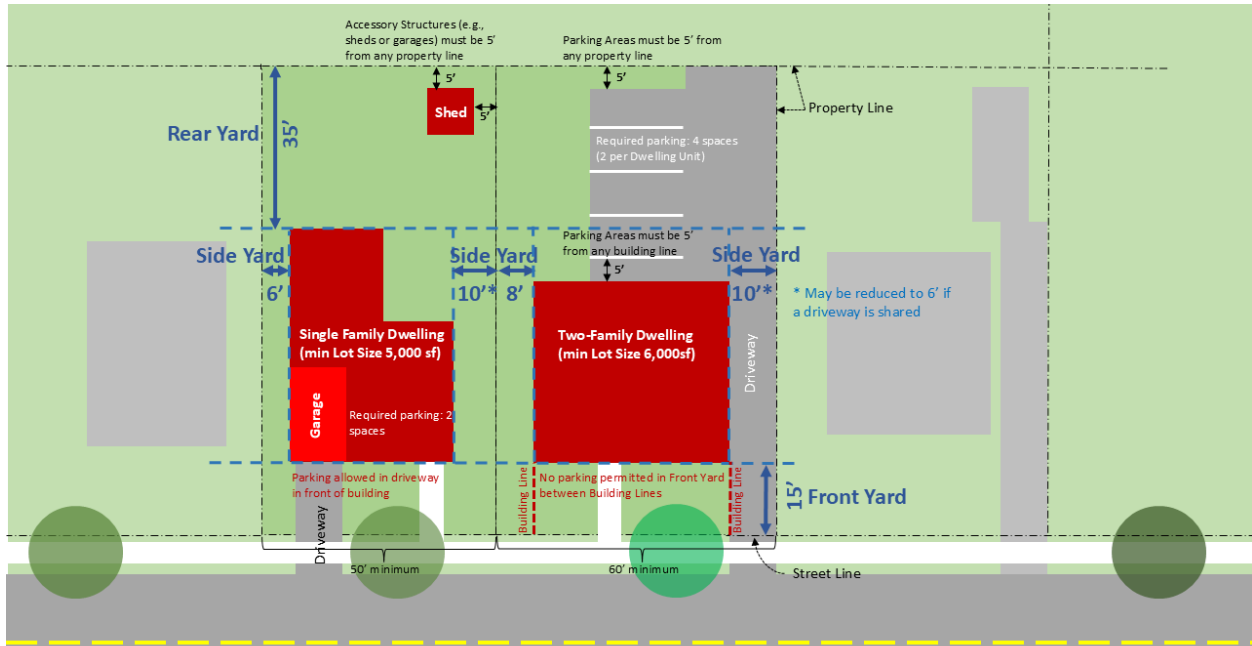 Accessory Structures (e.g.,
sheds or garages) must be 5'
from any property line
Parking Areas must be 5' from
any property line
5'
5'
Shed
5'
Property Line
Rear Yard
35'
Required parking: 4 spaces
(2 per Dwelling Unit)
Parking Areas must be 5'
from any building line
5'
Side Yard
Side Yard
Side Yard
6'
10'*
8'
10'*
* May be reduced to 6' if
a driveway is shared
Single Family Dwelling
(min Lot Size 5,000 sf)
Two-Family Dwelling
(min Lot Size 6,000sf)
Driveway
Garage
Required parking: 2
spaces
Parking allowed in driveway
in front of building
Building Line
No parking permitted in Front Yard
between Building Lines
Building Line
15'
Front Yard
Driveway
50' minimum
60' minimum
Street Line